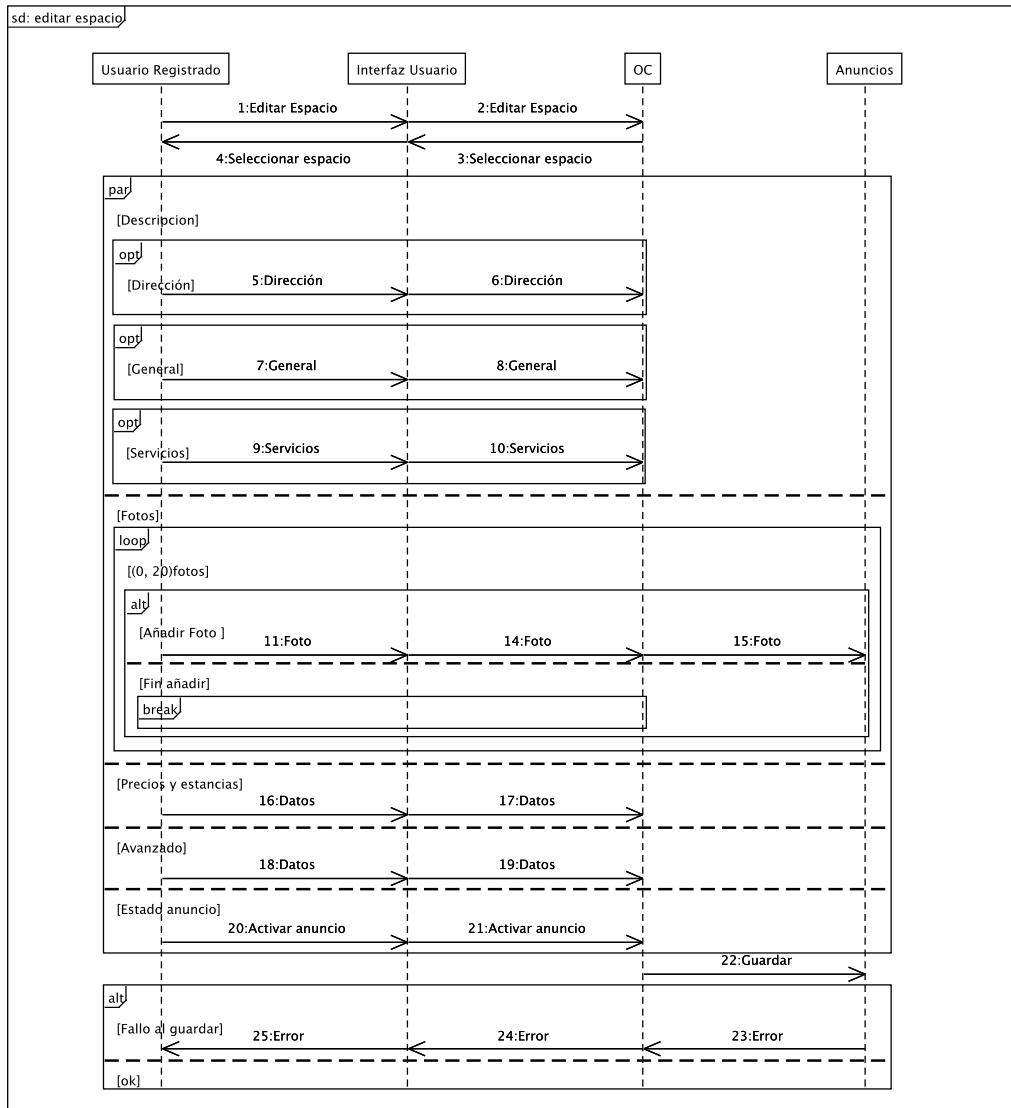 sd: editar espacio
Usuario Registrado
Interfaz Usuario
OC
Anuncios
1:Editar Espacio
2:Editar Espacio
4:Seleccionar espacio
3:Seleccionar espacio
par
[Descripcion]
opt
[Dirección]
5:Dirección
6:Dirección
opt
[General]
7:General
8:General
opt
[Servicios]
9:Servicios
10:Servicios
[Fotos]
loop
[(0, 20)fotos]
alt
[Añadir Foto ]
11:Foto
14:Foto
15:Foto
[Fin añadir]
break
[Precios y estancias]
16:Datos
17:Datos
[Avanzado]
18:Datos
19:Datos
[Estado anuncio]
20:Activar anuncio
21:Activar anuncio
22:Guardar
alt
[Fallo al guardar]
25:Error
24:Error
23:Error
[ok]